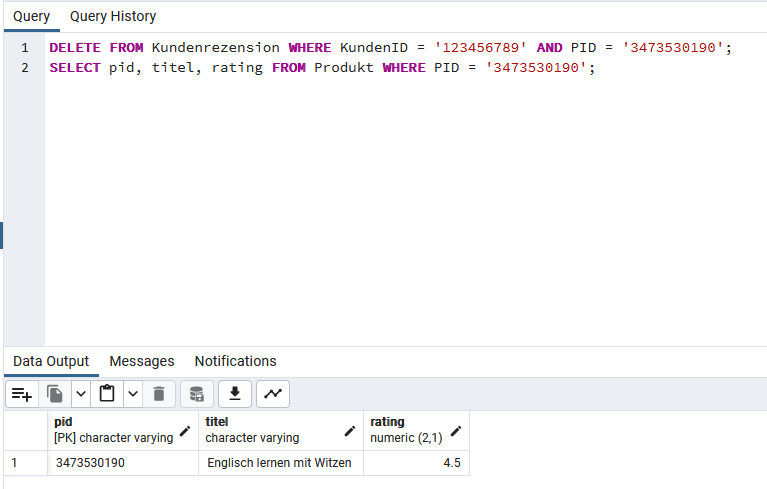 Query Query History
1 DELETE FROM Kundenrezension WHERE KundenID = '123456789' AND PID = '3473530190';
2 SELECT pid, titel, rating FROM Produkt WHERE PID = '3473530190';
Data Output Messages Notifications
pid titel rating
[PK] character varying character varying numeric (2,1)
1 3473530190 Englisch lernen mit Witzen 4.5